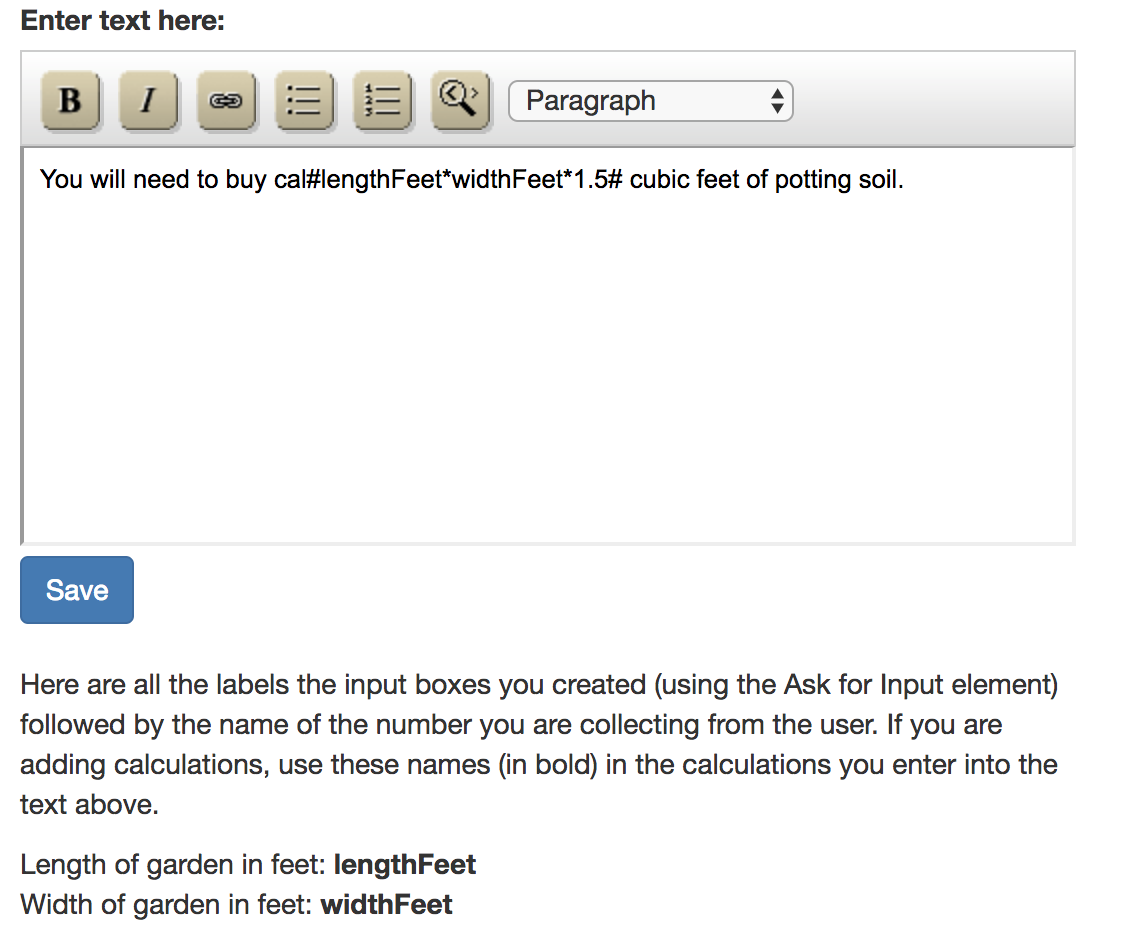 Enter text here:
B I Paragraph
You will need to buy cal#lengthFeet*widthFeet*1.5# cubic feet of potting soil.
Save
Here are all the labels the input boxes you created (using the Ask for Input element)
followed by the name of the number you are collecting from the user. If you are
adding calculations, use these names (in bold) in the calculations you enter into the
text above.
Length of garden in feet: lengthFeet
Width of garden in feet: widthFeet